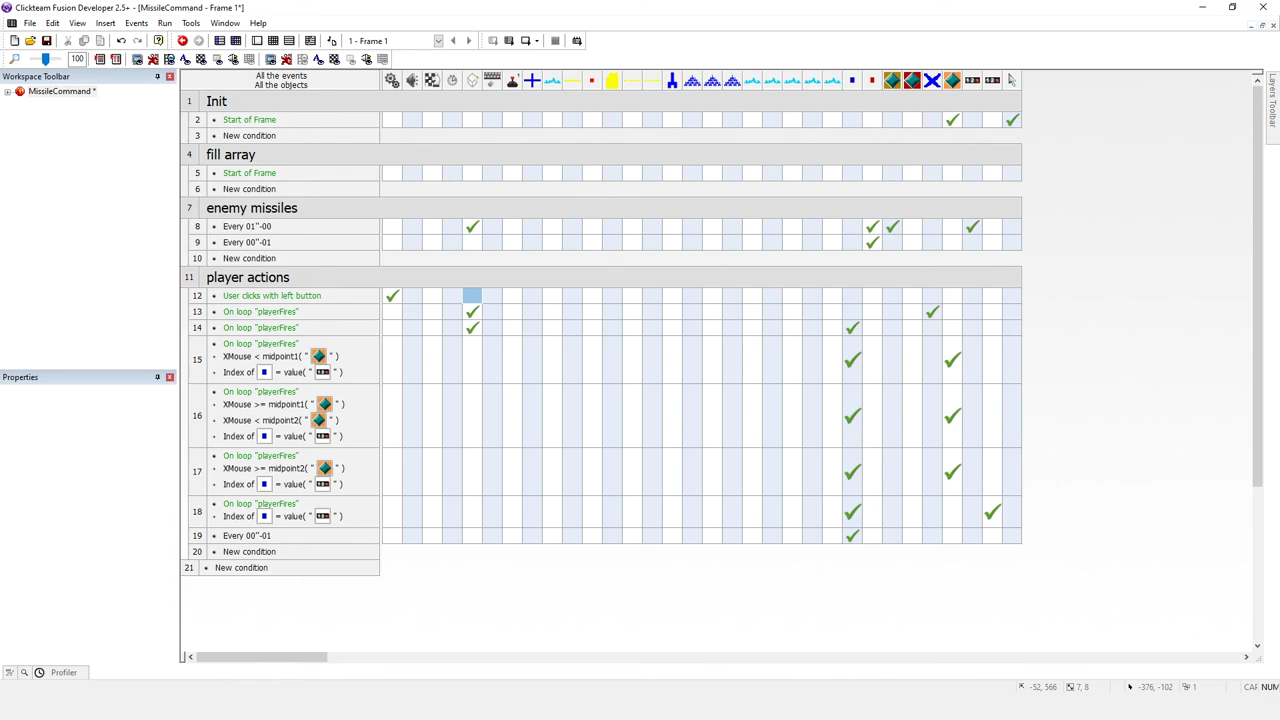 Clickteam Fusion Developer 2.5+ - [MissileCommand - Frame 1*]
File Edit View Insert Events Run Tools Window Help
100 1 - Frame 1
Workspace Toolbar
MissileCommand *
Properties
Profiler
Layers Toolbar
All the events
All the objects
1 Init
2 • Start of Frame
3 • New condition
4 fill array
5 • Start of Frame
6 • New condition
7 enemy missiles
8 • Every 01"-00
9 • Every 00"-01
10 • New condition
11 player actions
12 • User clicks with left button
13 • On loop "playerFires"
14 • On loop "playerFires"
15 • On loop "playerFires"
• XMouse < midpoint1( " " )
• Index of = value( " " )
16 • On loop "playerFires"
• XMouse >= midpoint1( " " )
• XMouse < midpoint2( " " )
• Index of = value( " " )
17 • On loop "playerFires"
• XMouse >= midpoint2( " " )
• Index of = value( " " )
18 • On loop "playerFires"
• Index of = value( " " )
19 • Every 00"-01
20 • New condition
21 • New condition
-52, 566 7, 8 -376, -102 1 CAP NUM